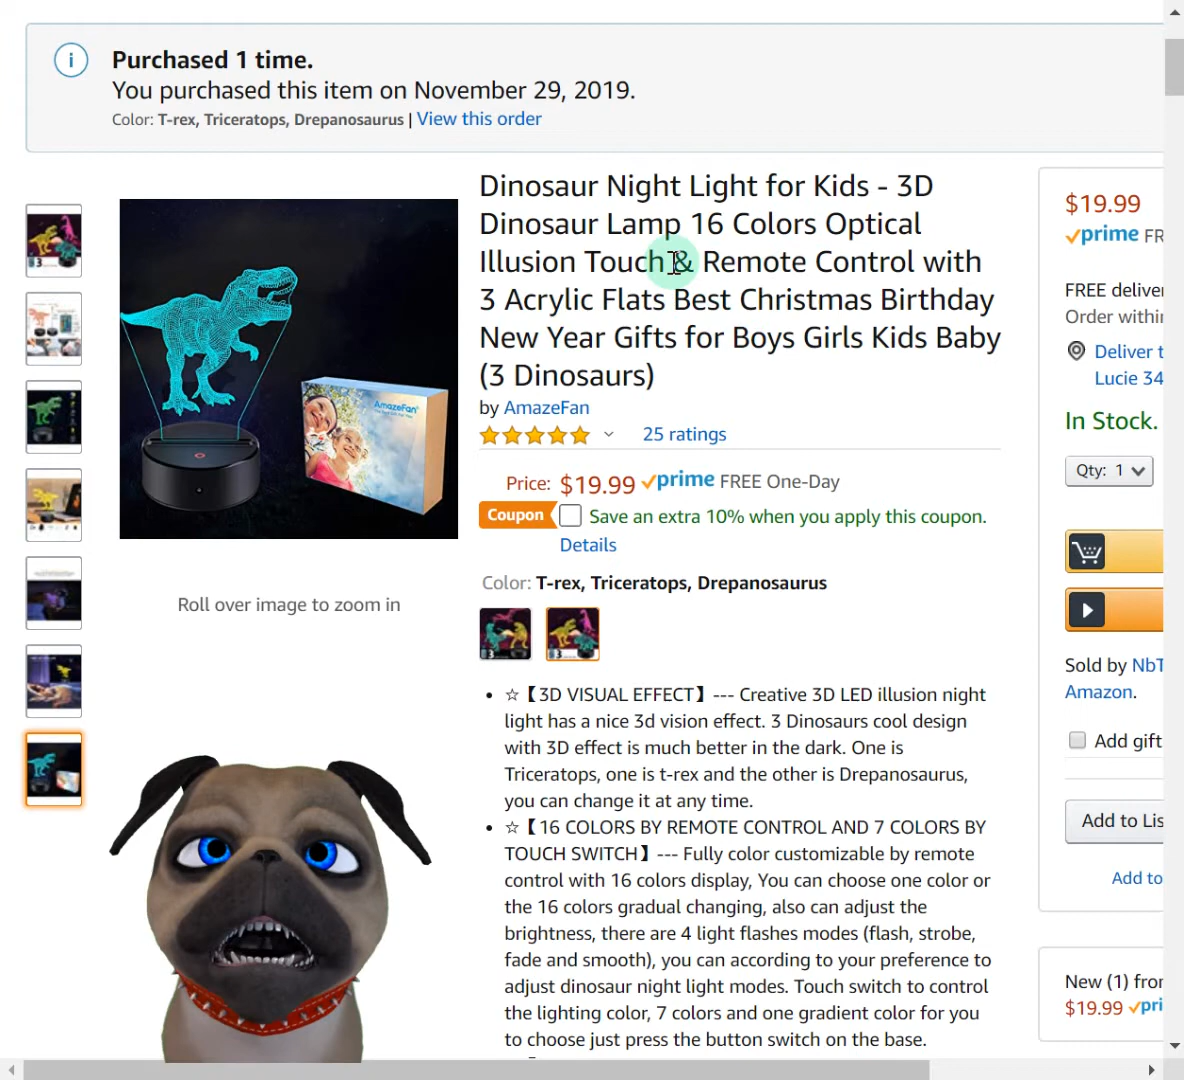 Purchased 1 time.
You purchased this item on November 29, 2019.
Color: T-rex, Triceratops, Drepanosaurus | View this order
Dinosaur Night Light for Kids - 3D
Dinosaur Lamp 16 Colors Optical
Illusion Touch & Remote Control with
3 Acrylic Flats Best Christmas Birthday
New Year Gifts for Boys Girls Kids Baby
(3 Dinosaurs)
by AmazeFan
25 ratings
Price: $19.99 prime FREE One-Day
Coupon Save an extra 10% when you apply this coupon.
Details
Color: T-rex, Triceratops, Drepanosaurus
AmazeFan
Roll over image to zoom in
• ☆【3D VISUAL EFFECT】--- Creative 3D LED illusion night
light has a nice 3d vision effect. 3 Dinosaurs cool design
with 3D effect is much better in the dark. One is
Triceratops, one is t-rex and the other is Drepanosaurus,
you can change it at any time.
• ☆【16 COLORS BY REMOTE CONTROL AND 7 COLORS BY
TOUCH SWITCH】--- Fully color customizable by remote
control with 16 colors display, You can choose one color or
the 16 colors gradual changing, also can adjust the
brightness, there are 4 light flashes modes (flash, strobe,
fade and smooth), you can according to your preference to
adjust dinosaur night light modes. Touch switch to control
the lighting color, 7 colors and one gradient color for you
to choose just press the button switch on the base.
$19.99
prime FR
FREE deliver
Order withi
Deliver t
Lucie 34
In Stock.
Qty: 1
Sold by NbT
Amazon.
Add gift
Add to Lis
Add to
New (1) from
$19.99 pri